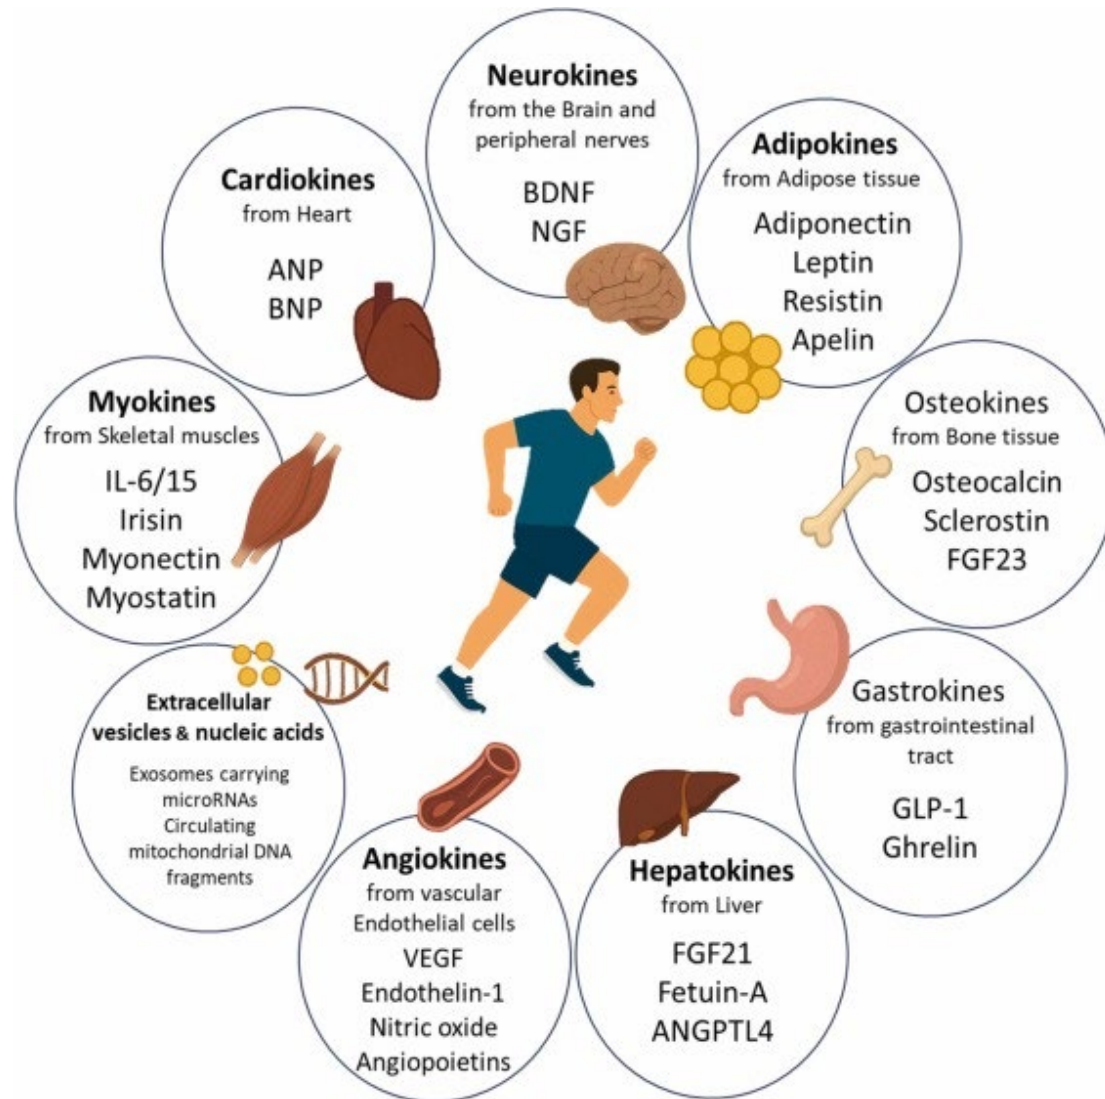 Neurokines
from the Brain and
peripheral nerves
BDNF
NGF
Adipokines
from Adipose tissue
Adiponectin
Leptin
Resistin
Apelin
Osteokines
from Bone tissue
Osteocalcin
Sclerostin
FGF23
Gastrokines
from gastrointestinal
tract
GLP-1
Ghrelin
Hepatokines
from Liver
FGF21
Fetuin-A
ANGPTL4
Angiokines
from vascular
Endothelial cells
VEGF
Endothelin-1
Nitric oxide
Angiopoietins
Extracellular
vesicles & nucleic acids
Exosomes carrying
microRNAs
Circulating
mitochondrial DNA
fragments
Myokines
from Skeletal muscles
IL-6/15
Irisin
Myonectin
Myostatin
Cardiokines
from Heart
ANP
BNP